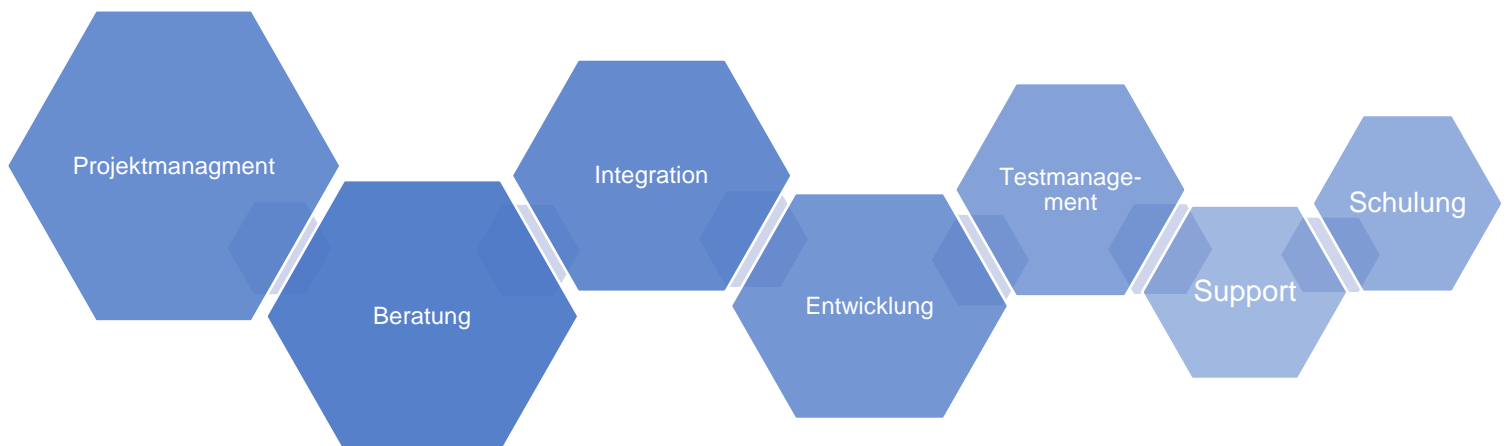 Projektmanagment
Beratung
Integration
Entwicklung
Testmanage-
ment
Support
Schulung